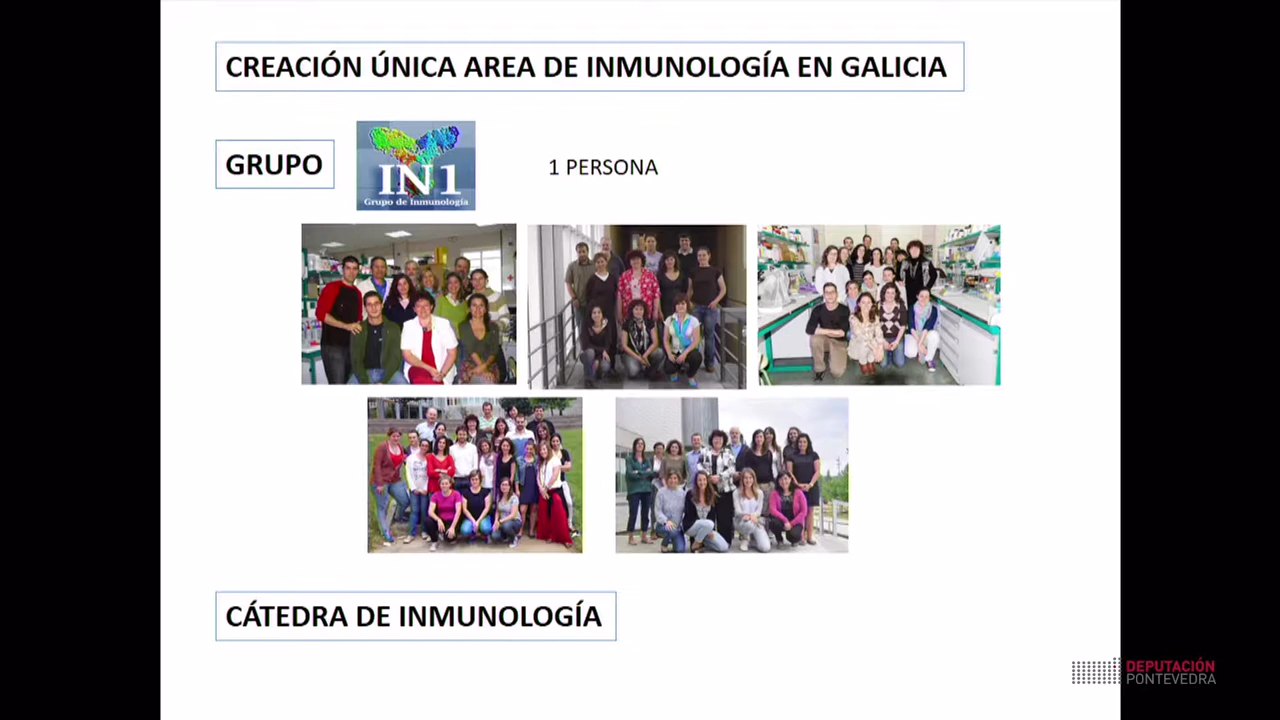 CREACIÓN ÚNICA AREA DE INMUNOLOGÍA EN GALICIA
GRUPO
IN1
Grupo de Inmunología
1 PERSONA
CÁTEDRA DE INMUNOLOGÍA
DEPUTACIÓN
PONTEVEDRA